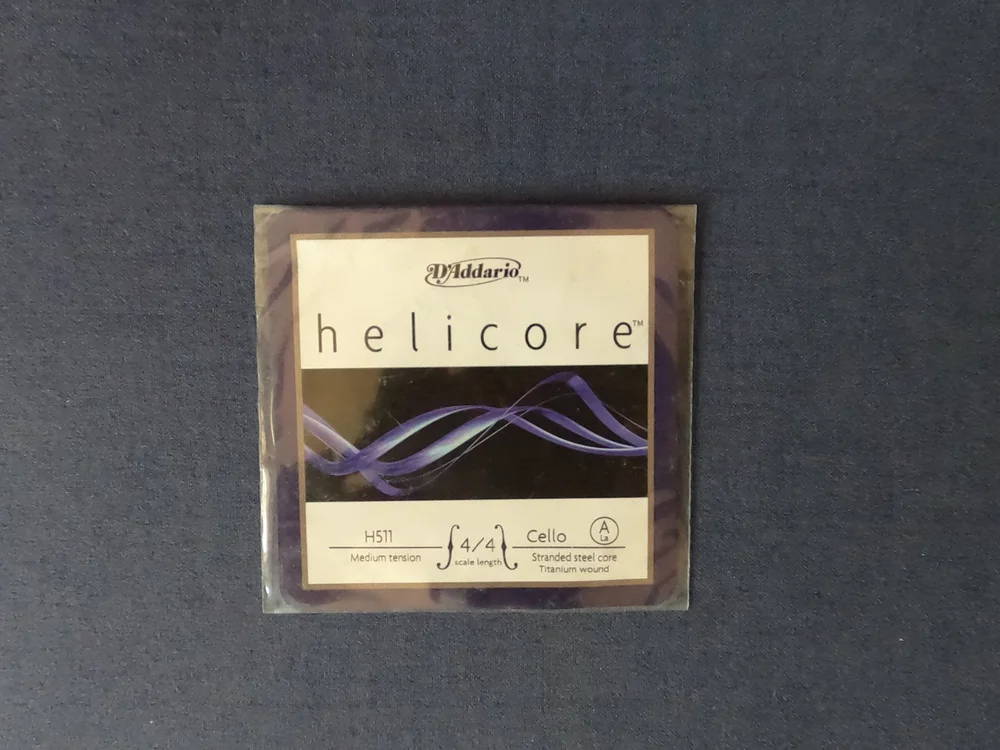 D'Addario™
helicore™
H511
Medium tension
4/4
scale length
Cello
A
La
Stranded steel core
Titanium wound